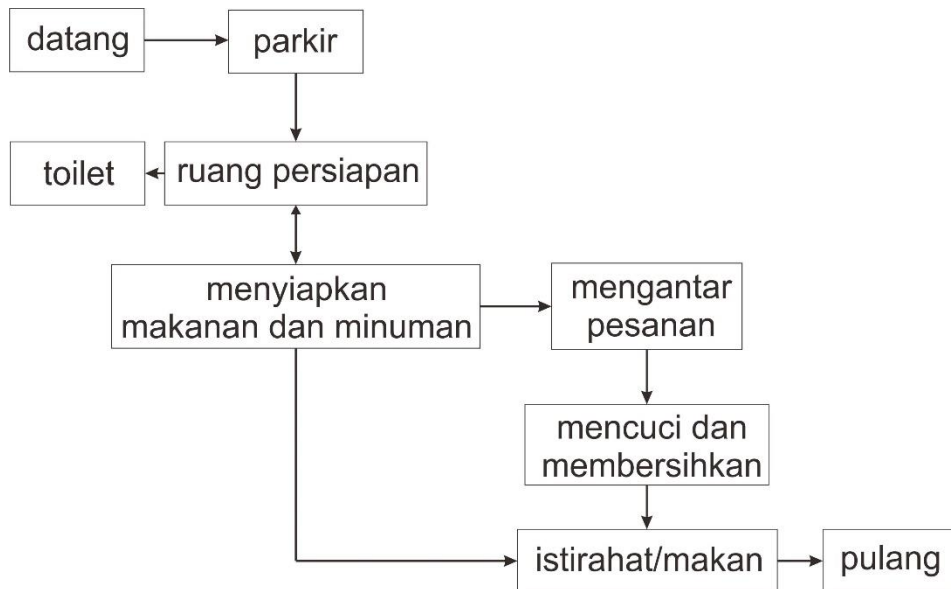 datang
parkir
toilet
ruang persiapan
menyiapkan
makanan dan minuman
mengantar
pesanan
mencuci dan
membersihkan
istirahat/makan
pulang